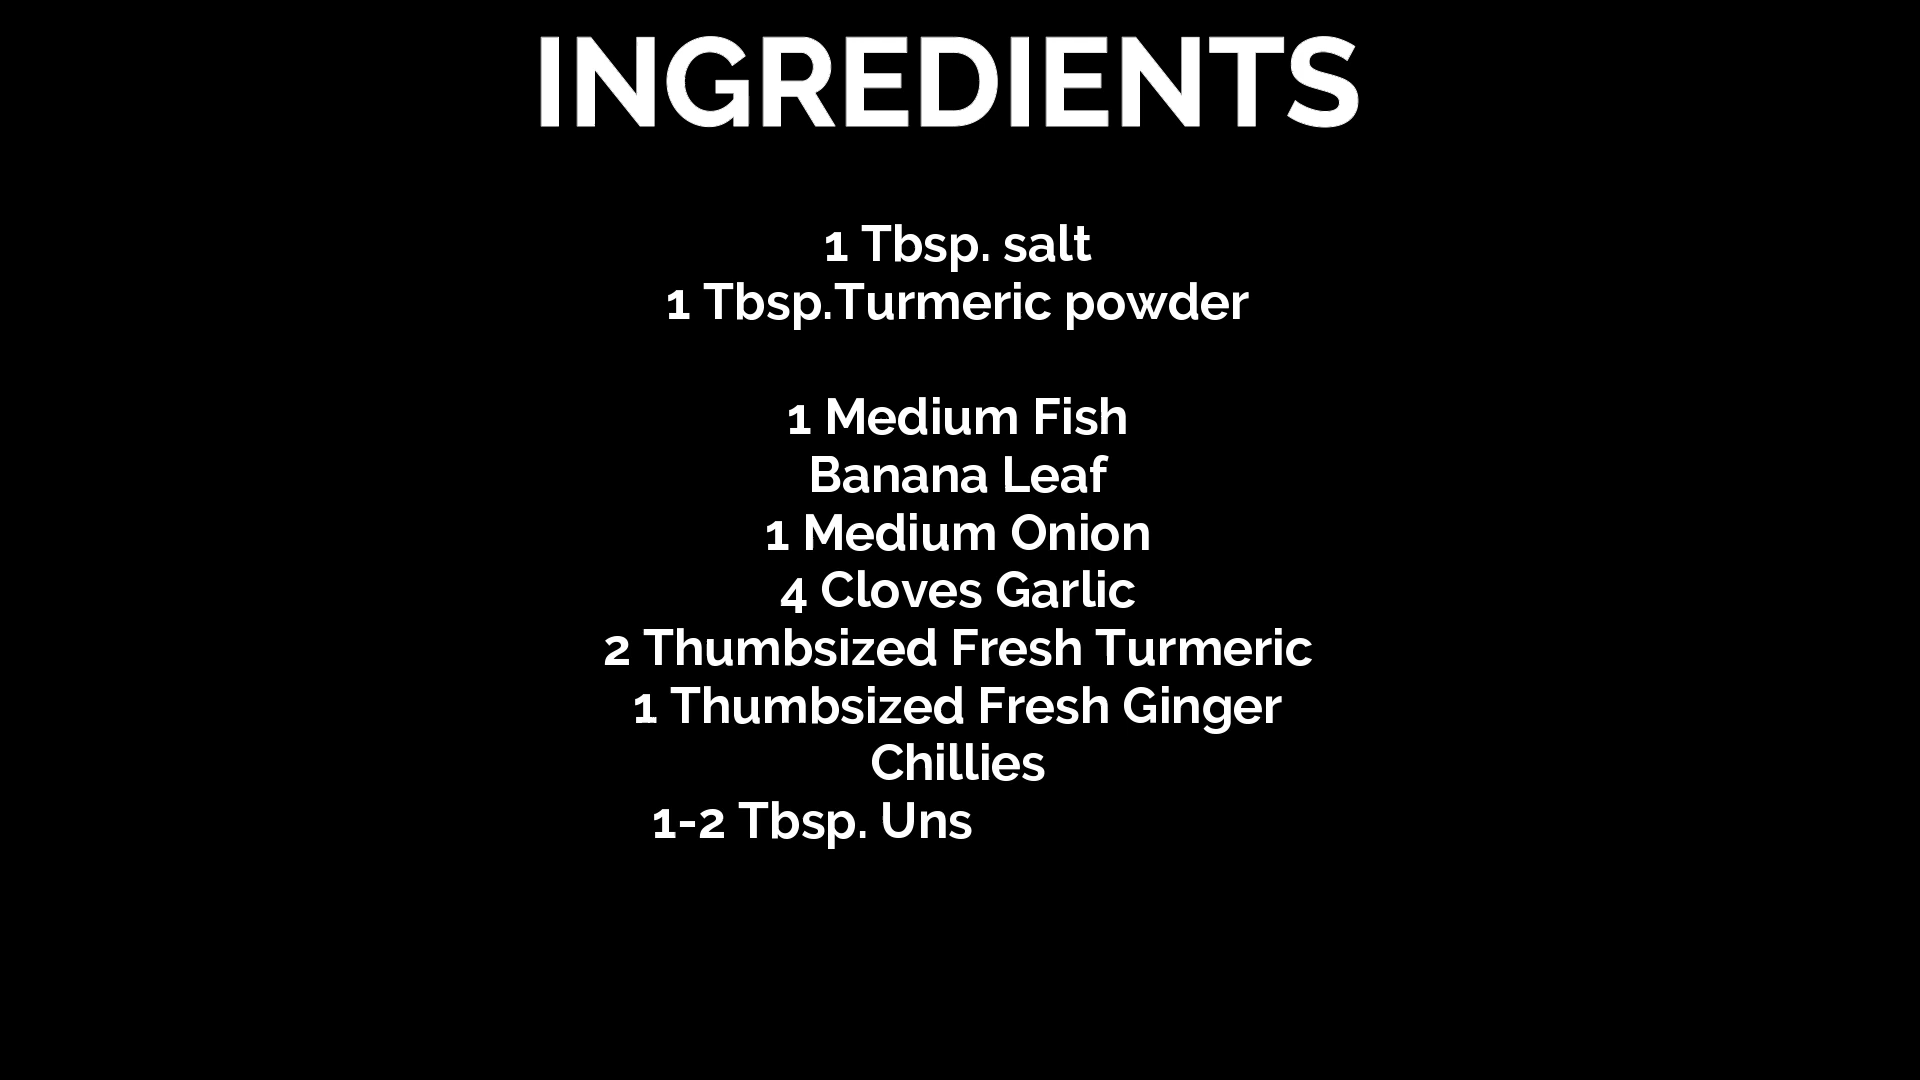 INGREDIENTS
1 Tbsp. salt
1 Tbsp.Turmeric powder
1 Medium Fish
Banana Leaf
1 Medium Onion
4 Cloves Garlic
2 Thumbsized Fresh Turmeric
1 Thumbsized Fresh Ginger
Chillies
1-2 Tbsp. Uns